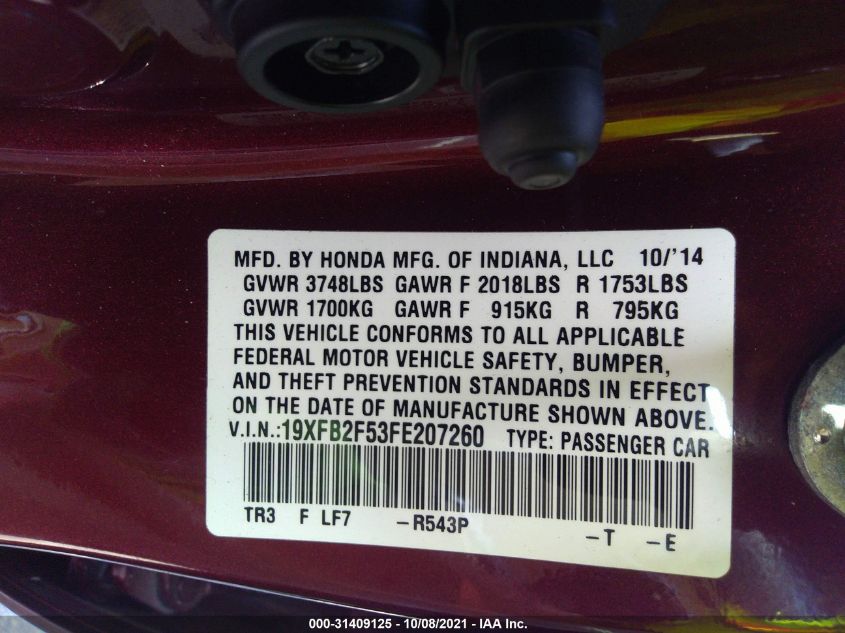 MFD. BY HONDA MFG. OF INDIANA, LLC 10/'14
GVWR 3748LBS GAWR F 2018LBS R 1753LBS
GVWR 1700KG GAWR F 915KG R 795KG
THIS VEHICLE CONFORMS TO ALL APPLICABLE
FEDERAL MOTOR VEHICLE SAFETY, BUMPER,
AND THEFT PREVENTION STANDARDS IN EFFECT
ON THE DATE OF MANUFACTURE SHOWN ABOVE.
V.I.N.:19XFB2F53FE207260 TYPE: PASSENGER CAR
TR3 F LF7 -R543P -T -E
000-31409125 - 10/08/2021 - IAA Inc.